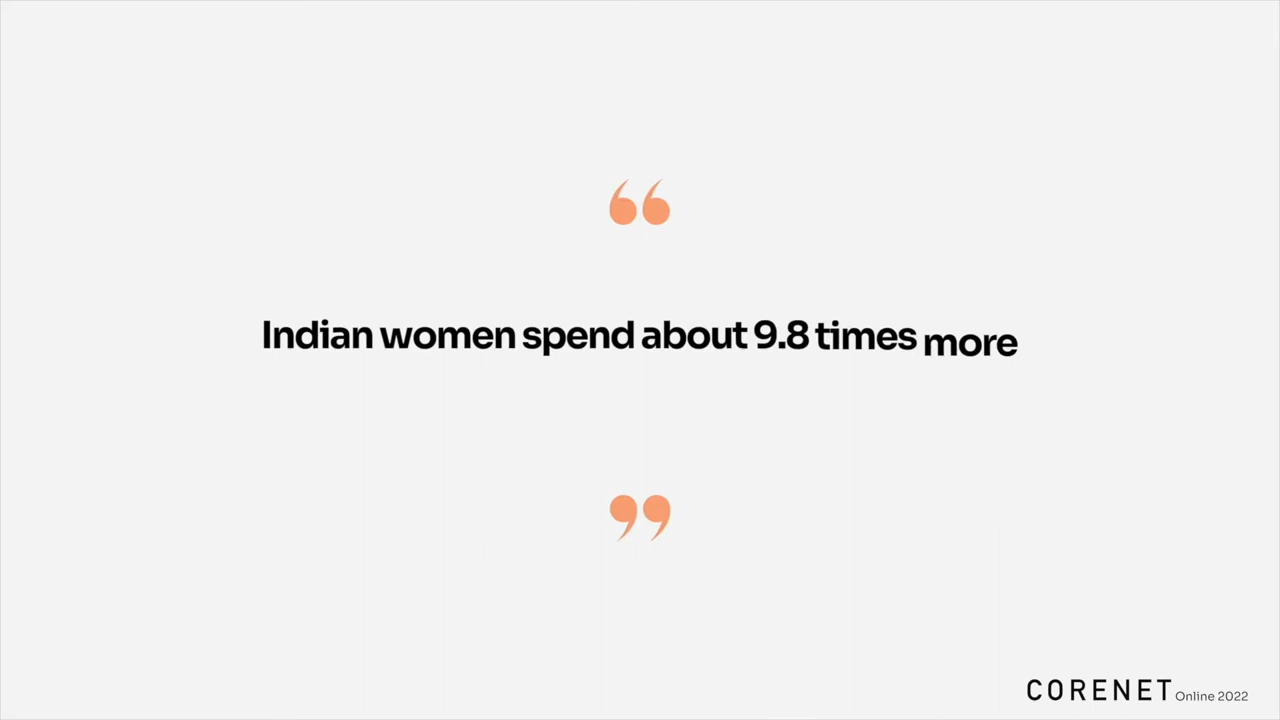 “
Indian women spend about 9.8 times more
”
CORENET Online 2022